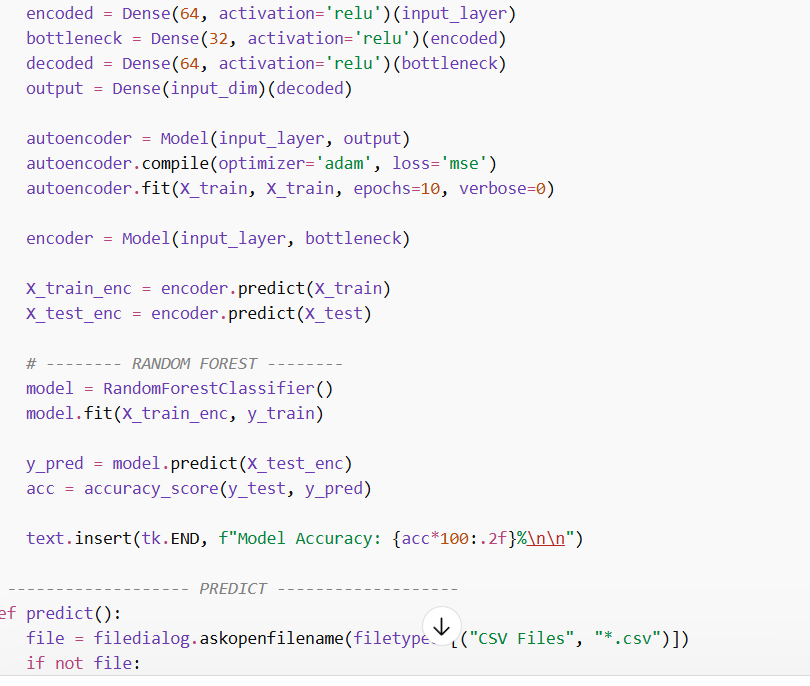 encoded = Dense(64, activation='relu')(input_layer)
bottleneck = Dense(32, activation='relu')(encoded)
decoded = Dense(64, activation='relu')(bottleneck)
output = Dense(input_dim)(decoded)
autoencoder = Model(input_layer, output)
autoencoder.compile(optimizer='adam', loss='mse')
autoencoder.fit(X_train, X_train, epochs=10, verbose=0)
encoder = Model(input_layer, bottleneck)
X_train_enc = encoder.predict(X_train)
X_test_enc = encoder.predict(X_test)
# -------- RANDOM FOREST --------
model = RandomForestClassifier()
model.fit(X_train_enc, y_train)
y_pred = model.predict(X_test_enc)
acc = accuracy_score(y_test, y_pred)
text.insert(tk.END, f"Model Accuracy: {acc*100:.2f}%\n\n")
------------------- PREDICT -------------------
ef predict():
file = filedialog.askopenfilename(filetype [("CSV Files", "*.csv")])
if not file: